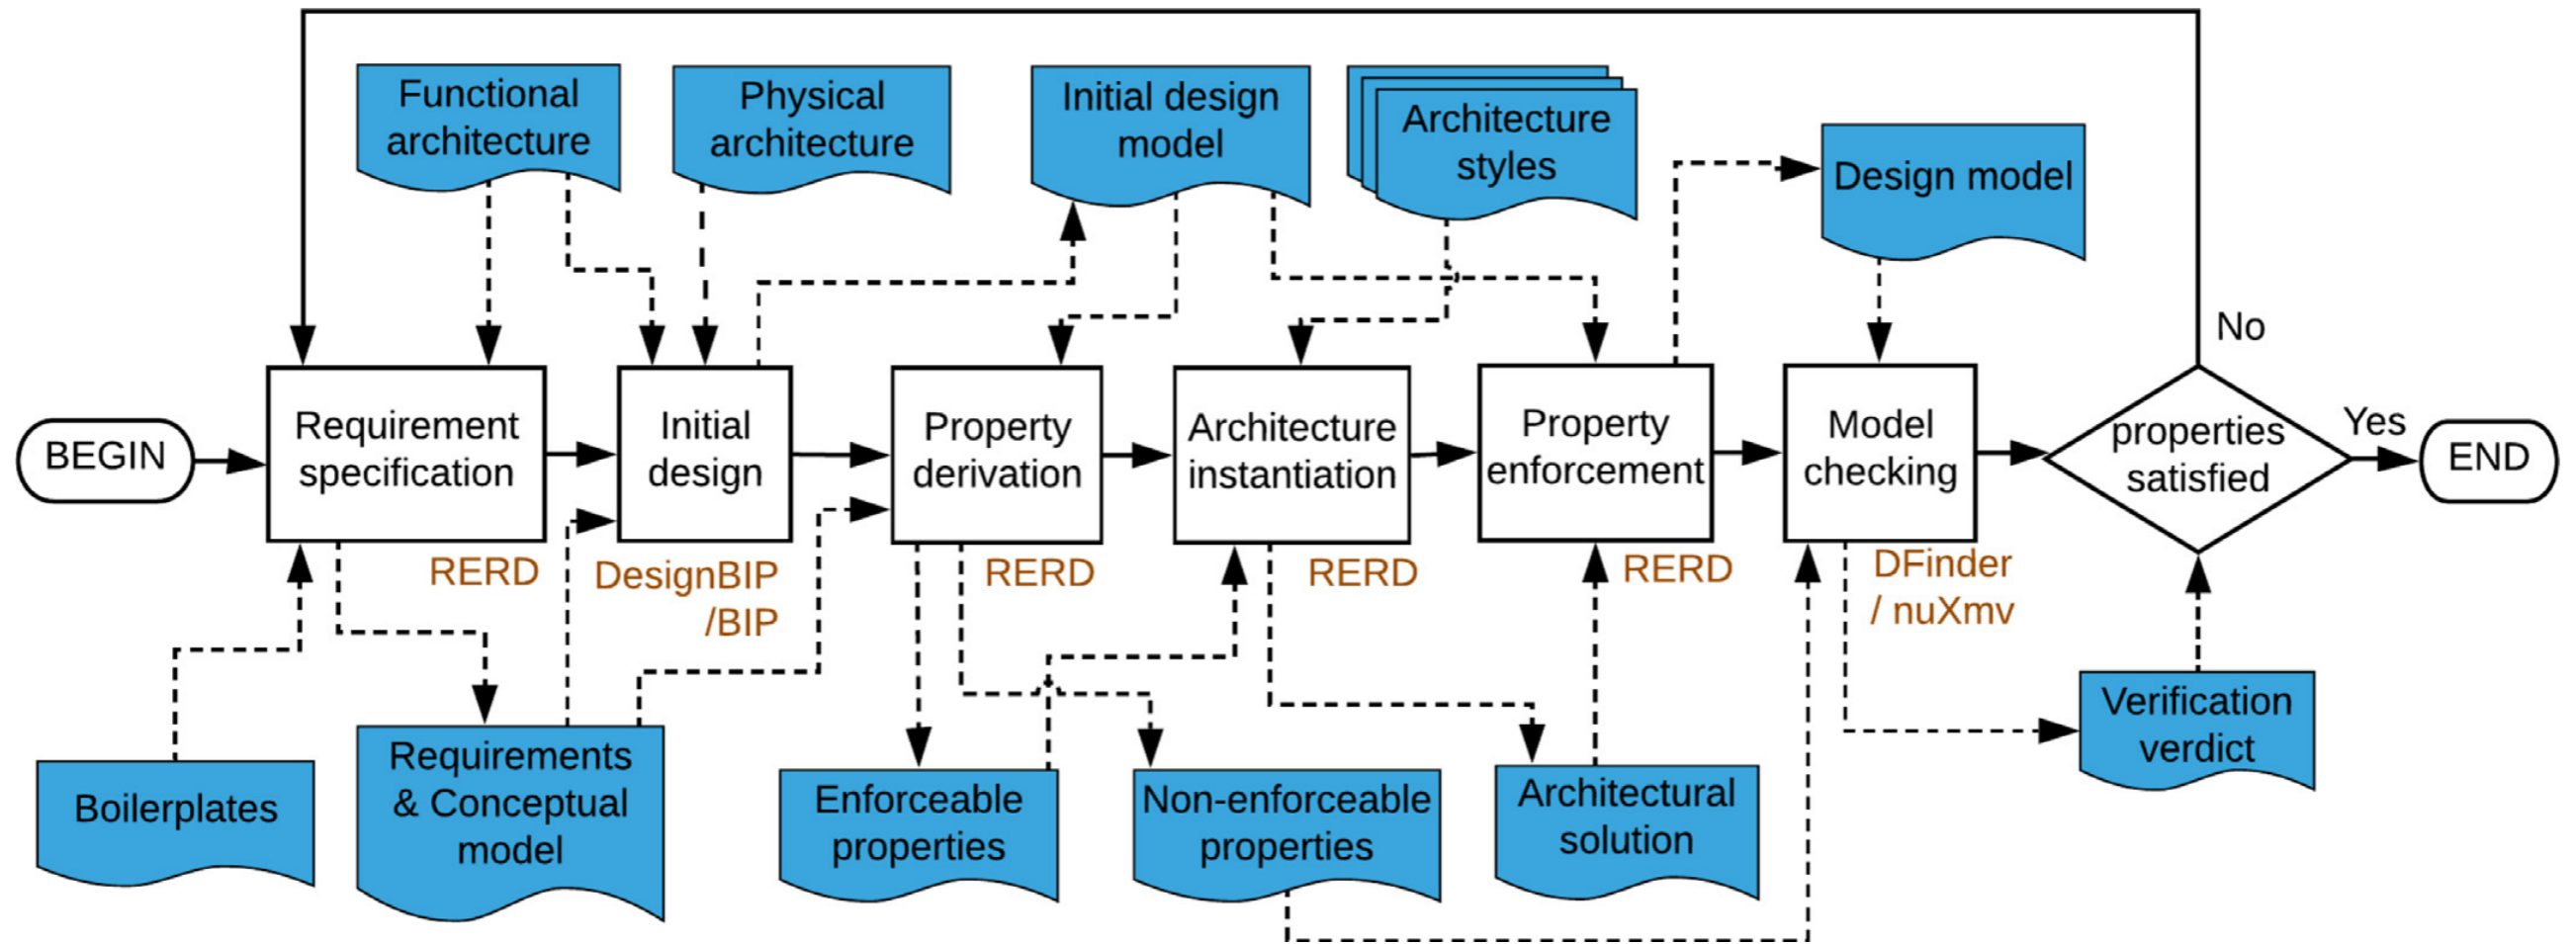 Functional
architecture
Physical
architecture
Initial design
model
Architecture
styles
Design model
No
BEGIN
Requirement
specification
Initial
design
Property
derivation
Architecture
instantiation
Property
enforcement
Model
checking
properties
satisfied
Yes
END
RERD
DesignBIP
/BIP
RERD
RERD
RERD
DFinder
/ nuXmv
Boilerplates
Requirements
& Conceptual
model
Enforceable
properties
Non-enforceable
properties
Architectural
solution
Verification
verdict